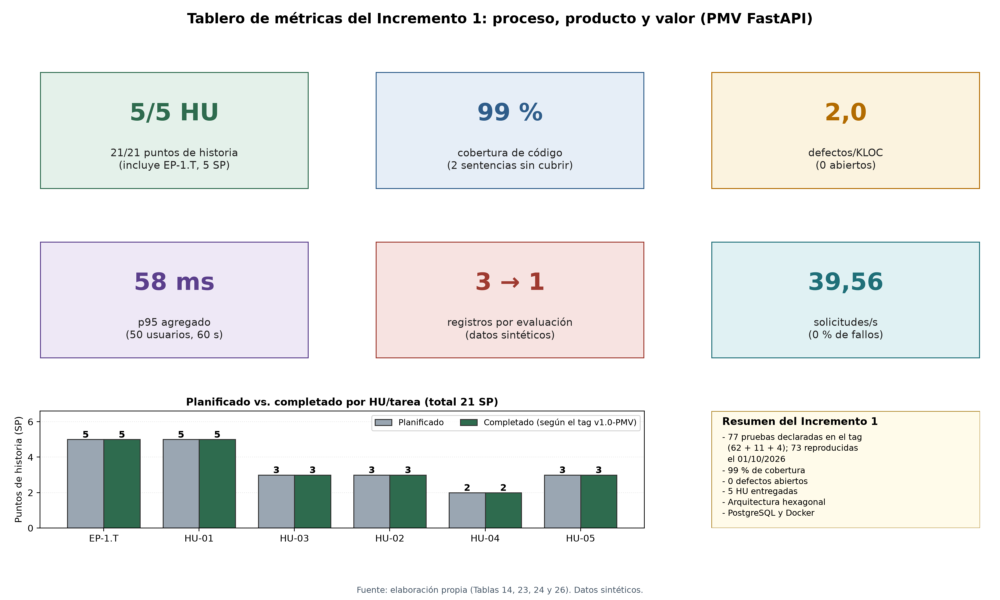 Tablero de métricas del Incremento 1: proceso, producto y valor (PMV FastAPI)
5/5 HU
21/21 puntos de historia
(incluye EP-1.T, 5 SP)
99 %
cobertura de código
(2 sentencias sin cubrir)
2,0
defectos/KLOC
(0 abiertos)
58 ms
p95 agregado
(50 usuarios, 60 s)
3 → 1
registros por evaluación
(datos sintéticos)
39,56
solicitudes/s
(0 % de fallos)
Planificado vs. completado por HU/tarea (total 21 SP)
Puntos de historia (SP)
6
4
2
0
Planificado
Completado (según el tag v1.0-PMV)
5
5
5
5
3
3
3
3
2
2
3
3
EP-1.T
HU-01
HU-03
HU-02
HU-04
HU-05
Resumen del Incremento 1
- 77 pruebas declaradas en el tag
(62 + 11 + 4); 73 reproducidas
el 01/10/2026
- 99 % de cobertura
- 0 defectos abiertos
- 5 HU entregadas
- Arquitectura hexagonal
- PostgreSQL y Docker
Fuente: elaboración propia (Tablas 14, 23, 24 y 26). Datos sintéticos.